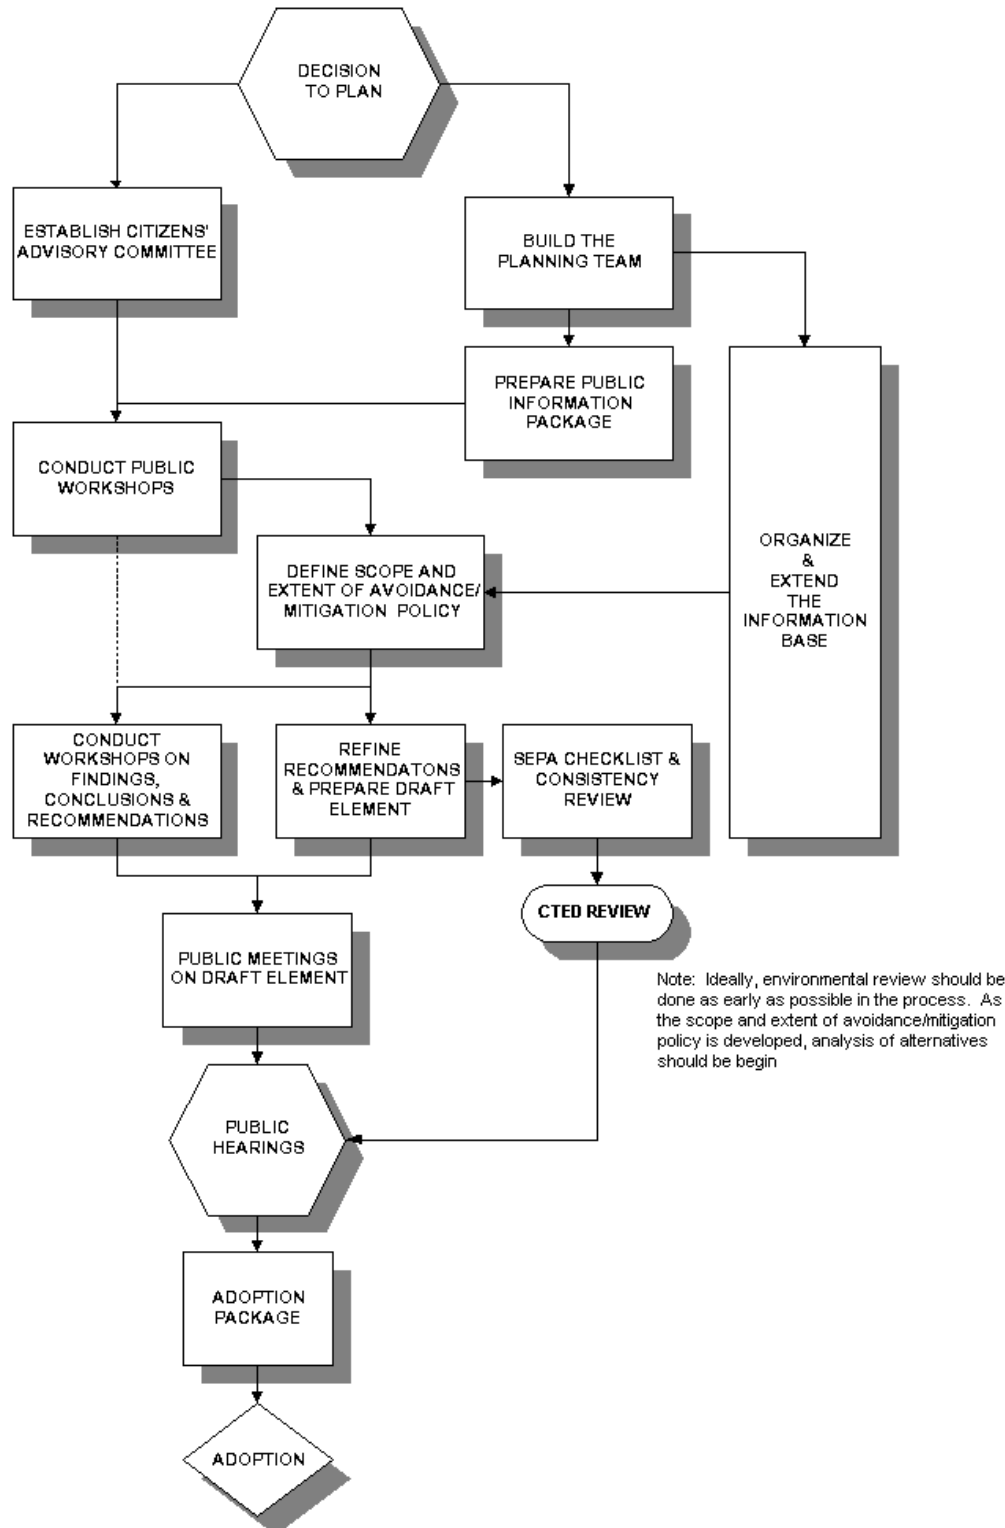 DECISION
TO PLAN
ESTABLISH CITIZENS'
ADVISORY COMMITTEE
BUILD THE
PLANNING TEAM
PREPARE PUBLIC
INFORMATION
PACKAGE
CONDUCT PUBLIC
WORKSHOPS
ORGANIZE
&
EXTEND
THE
INFORMATION
BASE
DEFINE SCOPE AND
EXTENT OF AVOIDANCE/
MITIGATION POLICY
CONDUCT
WORKSHOPS ON
FINDINGS,
CONCLUSIONS &
RECOMMENDATIONS
REFINE
RECOMMENDATONS
& PREPARE DRAFT
ELEMENT
SEPA CHECKLIST &
CONSISTENCY
REVIEW
CTED REVIEW
PUBLIC MEETINGS
ON DRAFT ELEMENT
Note: Ideally, environmental review should be
done as early as possible in the process. As
the scope and extent of avoidance/mitigation
policy is developed, analysis of alternatives
should be begin
PUBLIC
HEARINGS
ADOPTION
PACKAGE
ADOPTION